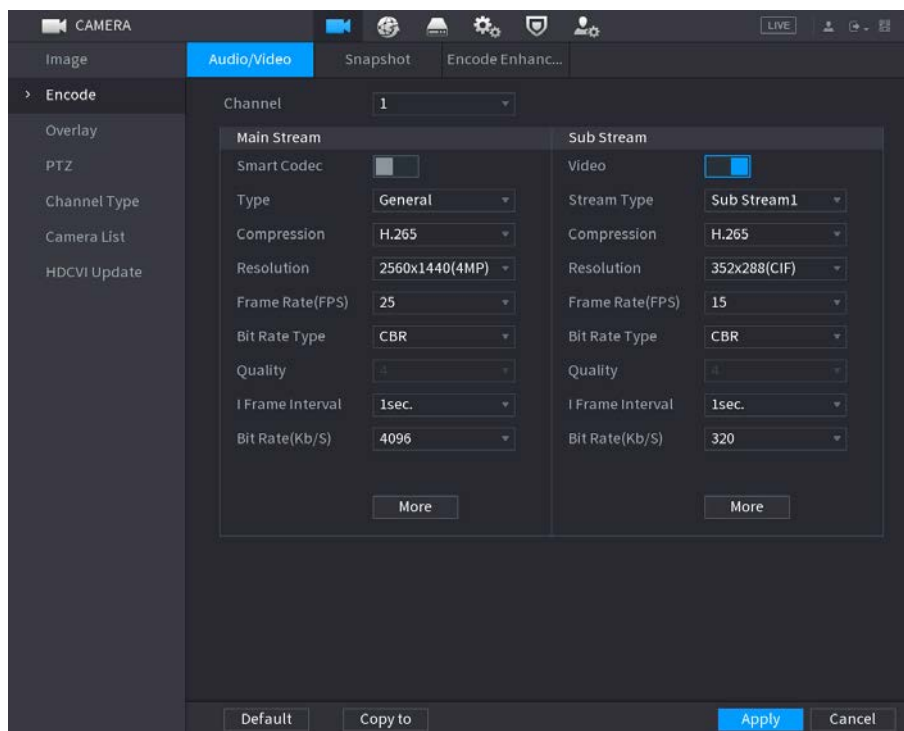 CAMERA LIVE
Image Audio/Video Snapshot Encode Enhanc...
Encode Channel 1
Overlay Main Stream Sub Stream
PTZ Smart Codec Video
Channel Type Type General Stream Type Sub Stream1
Camera List Compression H.265 Compression H.265
HDCVI Update Resolution 2560x1440(4MP) Resolution 352x288(CIF)
Frame Rate(FPS) 25 Frame Rate(FPS) 15
Bit Rate Type CBR Bit Rate Type CBR
Quality 4 Quality 4
I Frame Interval 1sec. I Frame Interval 1sec.
Bit Rate(Kb/S) 4096 Bit Rate(Kb/S) 320
More More
Default Copy to Apply Cancel